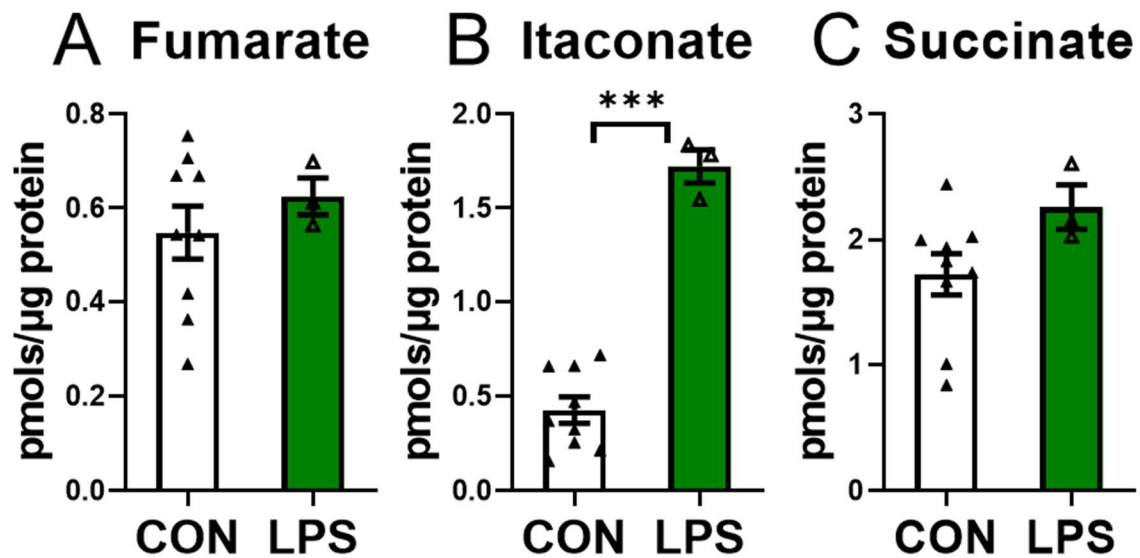 A Fumarate
pmols/µg protein
0.8
0.6
0.4
0.2
0.0
CON LPS
B Itaconate
pmols/µg protein
2.0
1.5
1.0
0.5
0.0
***
CON LPS
C Succinate
pmols/µg protein
3
2
1
0
CON LPS